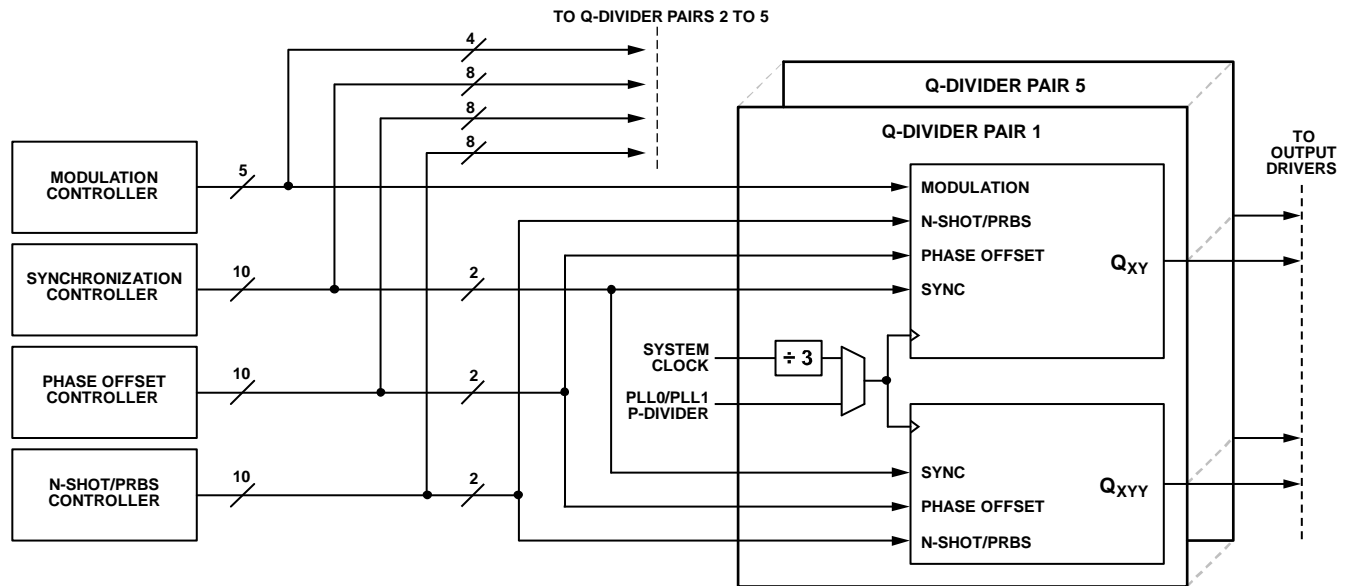 TO Q-DIVIDER PAIRS 2 TO 5
4
8
8
8
MODULATION
CONTROLLER
5
SYNCHRONIZATION
CONTROLLER
10
2
PHASE OFFSET
CONTROLLER
10
2
N-SHOT/PRBS
CONTROLLER
10
2
Q-DIVIDER PAIR 5
Q-DIVIDER PAIR 1
MODULATION
N-SHOT/PRBS
PHASE OFFSET
SYNC
QXY
SYSTEM
CLOCK
÷ 3
PLL0/PLL1
P-DIVIDER
SYNC
PHASE OFFSET
N-SHOT/PRBS
QXYY
TO
OUTPUT
DRIVERS